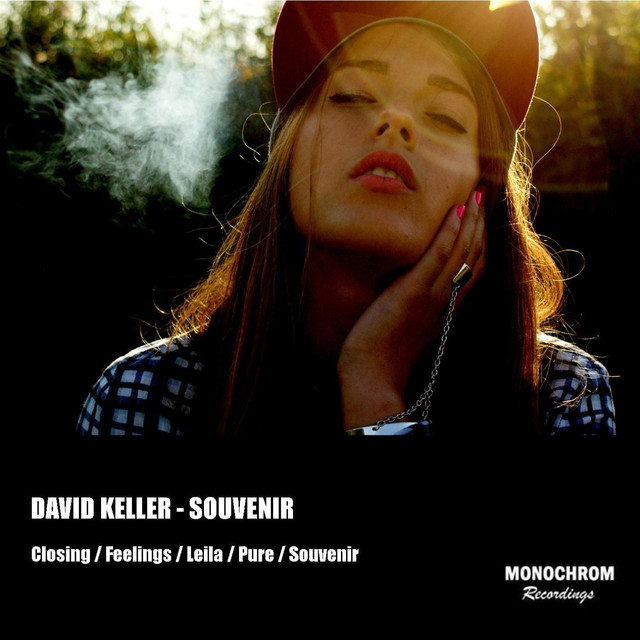 DAVID KELLER - SOUVENIR
Closing / Feelings / Leila / Pure / Souvenir
MONOCHROM
Recordings